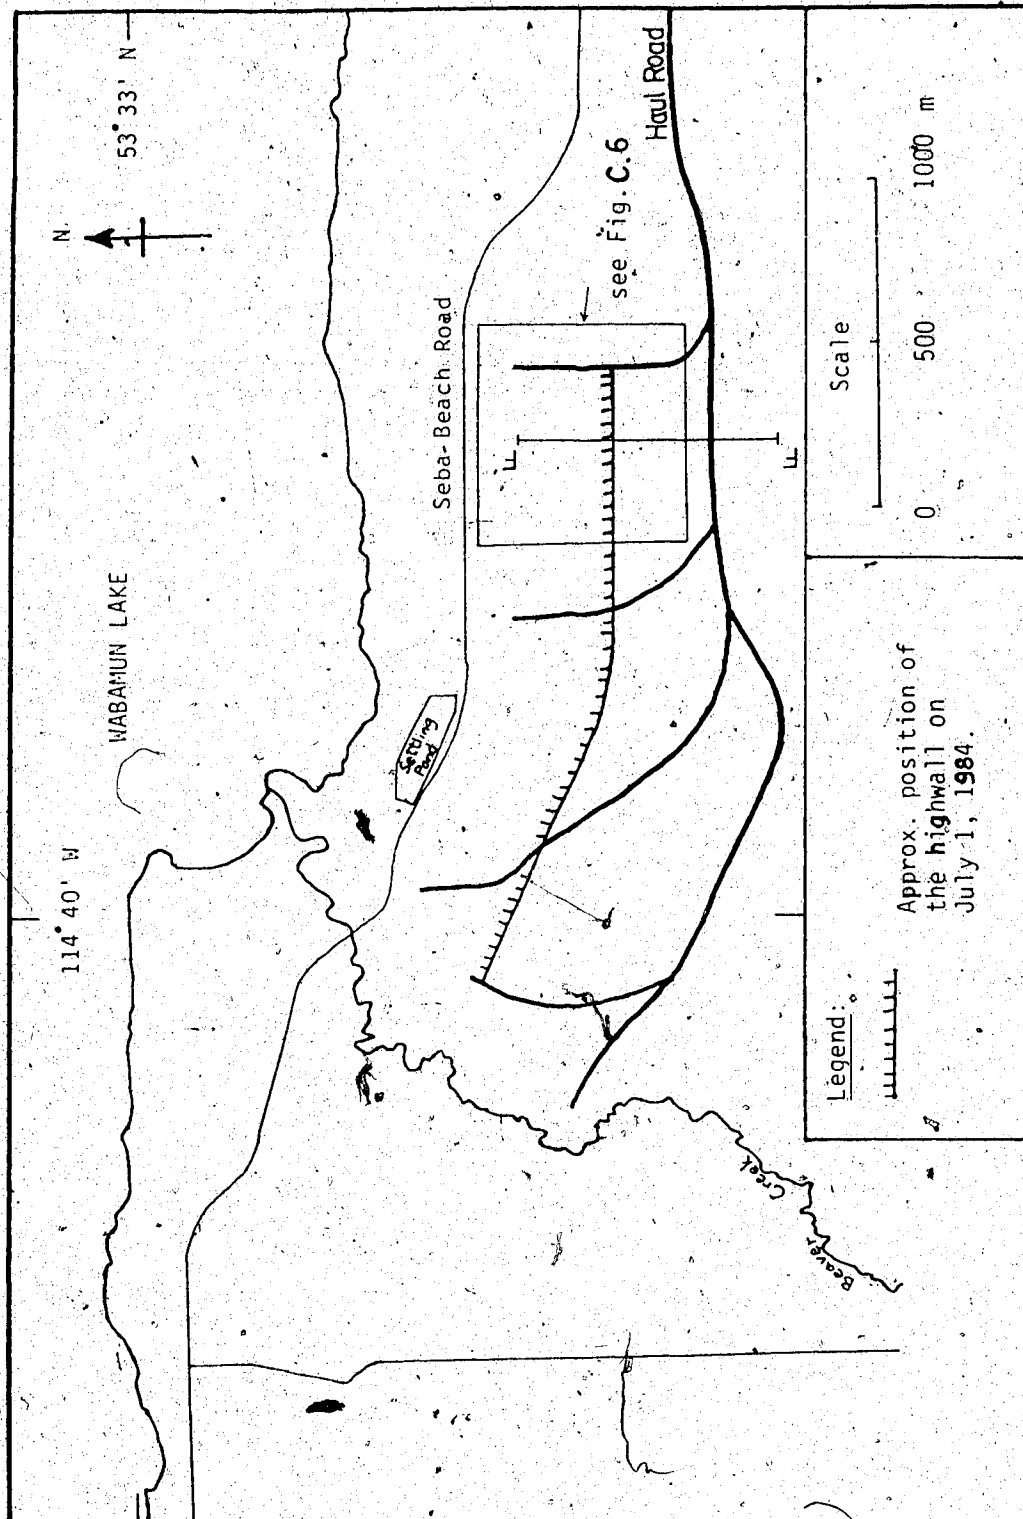 WABAMUN LAKE
53° 33' N
114° 40' W
N
Seba-Beach Road
Settling
Pond
see Fig. C.6
Haul Road
F
F
Beaver
Creek
Legend:
Approx. position of
the highwall on
July 1, 1984.
Scale
0 500 1000 m